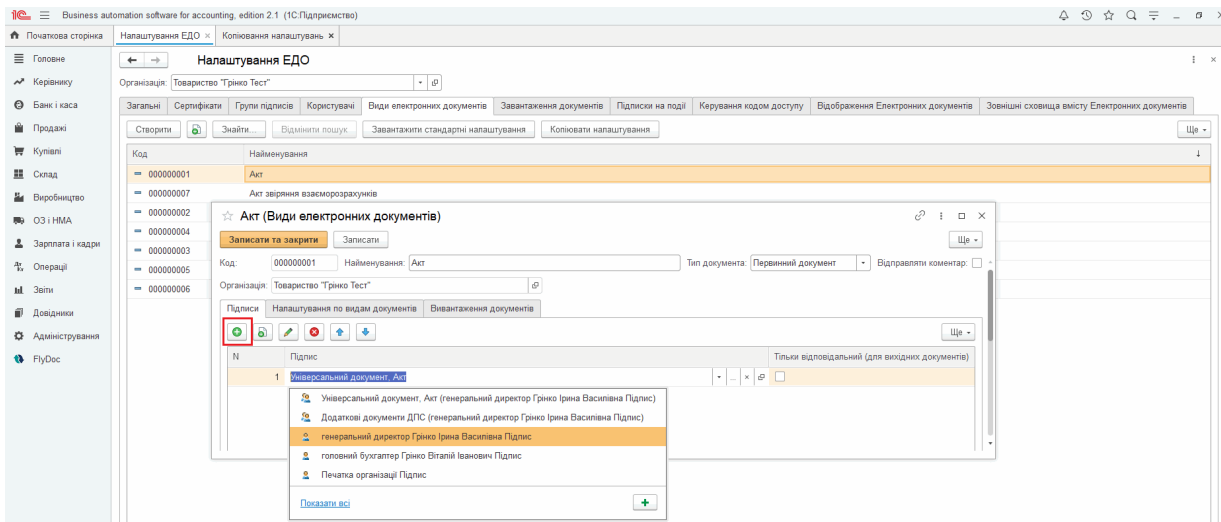 Business automation software for accounting, edition 2.1 (1С:Підприємство)
Початкова сторінка Налаштування ЕДО × Копіювання налаштувань ×
Головне
Керівнику
Банк і каса
Продажі
Купівлі
Склад
Виробництво
ОЗ і НМА
Зарплата і кадри
Операції
Звіти
Довідники
Адміністрування
FlyDoc
Налаштування ЕДО
Організація: Товариство "Грінко Тест"
Загальні Сертифікати Групи підписів Користувачі Види електронних документів Завантаження документів Підписки на події Керування кодом доступу Відображення Електронних документів Зовнішні сховища вмісту Електронних документів
Створити Знайти... Відмінити пошук Завантажити стандартні налаштування Копіювати налаштування Ще
Код Найменування
000000001 Акт
000000007 Акт звіряння взаєморозрахунків
000000002
000000004
000000003
000000005
000000006
Акт (Види електронних документів)
Записати та закрити Записати Ще
Код: 000000001 Найменування: Акт Тип документа: Первинний документ Відправляти коментар:
Організація: Товариство "Грінко Тест"
Підписи Налаштування по видам документів Вивантаження документів
Ще
N Підпис Тільки відповідальний (для вихідних документів)
1 Універсальний документ, Акт
Універсальний документ, Акт (генеральний директор Грінко Ірина Василівна Підпис)
Додаткові документи ДПС (генеральний директор Грінко Ірина Василівна Підпис)
генеральний директор Грінко Ірина Василівна Підпис
головний бухгалтер Грінко Віталій Іванович Підпис
Печатка організації Підпис
Показати всі